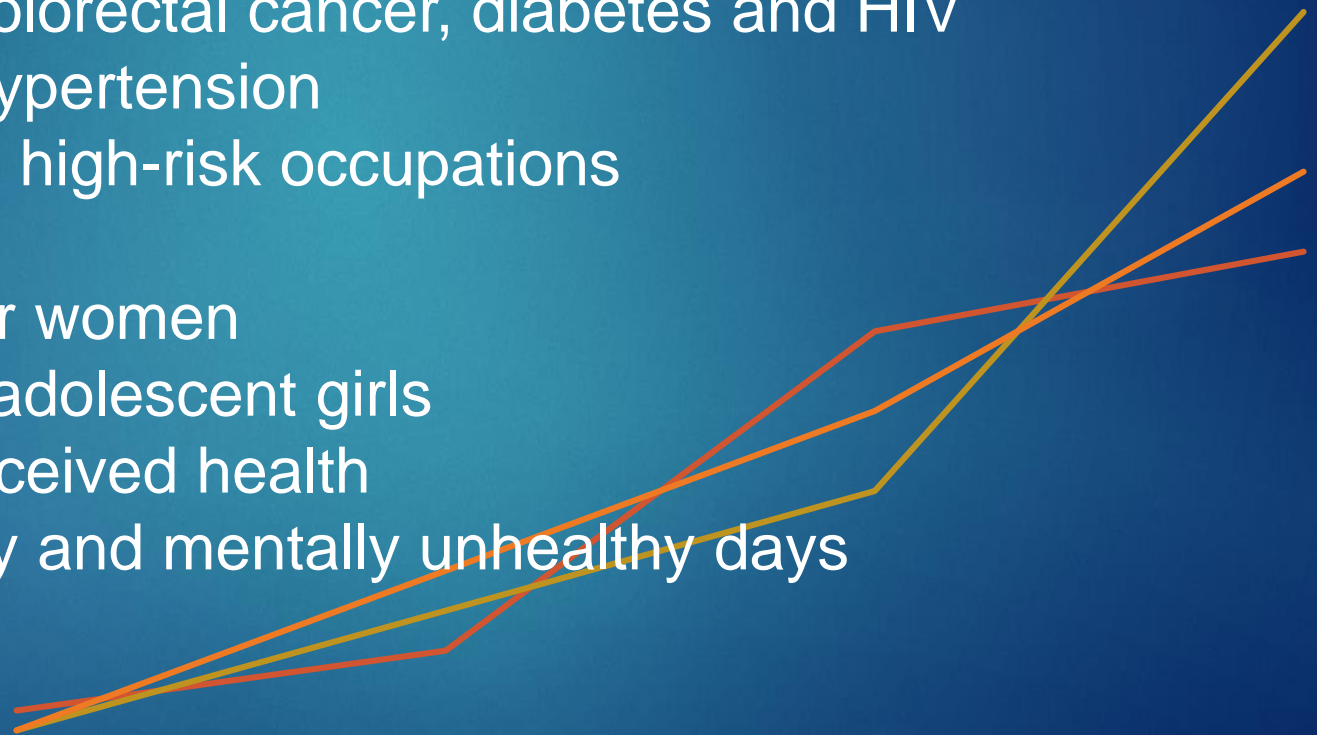 olorectal cancer, diabetes and HIV
ypertension
high-risk occupations
r women
adolescent girls
ceived health
y and mentally unhealthy days